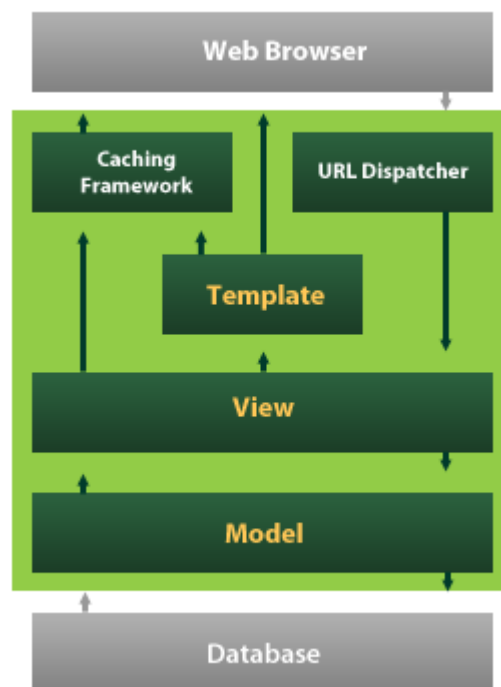 Web Browser
Caching
Framework
URL Dispatcher
Template
View
Model
Database